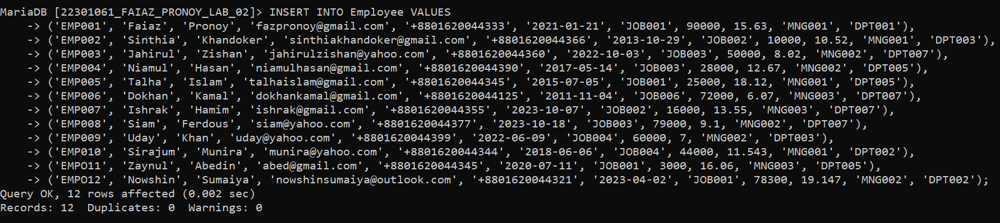 MariaDB [22301061_FAIAZ_PRONOY_LAB_02]> INSERT INTO Employee VALUES
    -> ('EMP001', 'Faiaz', 'Pronoy', 'fazpronoy@gmail.com', '+8801620044333', '2021-01-21', 'JOB001', 90000, 15.63, 'MNG001', 'DPT001'),
    -> ('EMP002', 'Sinthia', 'Khandoker', 'sinthiakhandoker@gmail.com', '+8801620044366', '2013-10-29', 'JOB002', 10000, 10.52, 'MNG001', 'DPT003'),
    -> ('EMP003', 'Jahirul', 'Zishan', 'jahirulzishan@yahoo.com', '+8801620044360', '2022-10-03', 'JOB003', 50000, 8.02, 'MNG002', 'DPT007'),
    -> ('EMP004', 'Niamul', 'Hasan', 'niamulhasan@gmail.com', '+8801620044390', '2017-05-14', 'JOB003', 28000, 12.67, 'MNG002', 'DPT005'),
    -> ('EMP005', 'Talha', 'Islam', 'talhaislam@gmail.com', '+8801620044345', '2015-07-05', 'JOB001', 25000, 18.12, 'MNG001', 'DPT005'),
    -> ('EMP006', 'Dokhan', 'Kamal', 'dokhankamal@gmail.com', '+8801620044125', '2011-11-04', 'JOB006', 72000, 6.07, 'MNG003', 'DPT007'),
    -> ('EMP007', 'Ishrak', 'Hamim', 'ishrak@gmail.com', '+8801620044355', '2023-10-07', 'JOB002', 16000, 13.55, 'MNG003', 'DPT007'),
    -> ('EMP008', 'Siam', 'Ferdous', 'siam@yahoo.com', '+8801620044377', '2023-10-18', 'JOB003', 79000, 9.1, 'MNG002', 'DPT007'),
    -> ('EMP009', 'Uday', 'Khan', 'uday@yahoo.com', '+8801620044399', '2022-06-09', 'JOB004', 60000, 7, 'MNG002', 'DPT003'),
    -> ('EMP010', 'Sirajum', 'Munira', 'munira@yahoo.com', '+8801620044344', '2018-06-06', 'JOB004', 44000, 11.543, 'MNG001', 'DPT002'),
    -> ('EMPO11', 'Zaynul', 'Abedin', 'abed@gmail.com', '+8801620044345', '2020-07-11', 'JOB001', 3000, 16.06, 'MNG003', 'DPT005'),
    -> ('EMPO12', 'Nowshin', 'Sumaiya', 'nowshinsumaiya@outlook.com', '+8801620044321', '2023-04-02', 'JOB001', 78300, 19.147, 'MNG002', 'DPT002');
Query OK, 12 rows affected (0.002 sec)
Records: 12  Duplicates: 0  Warnings: 0